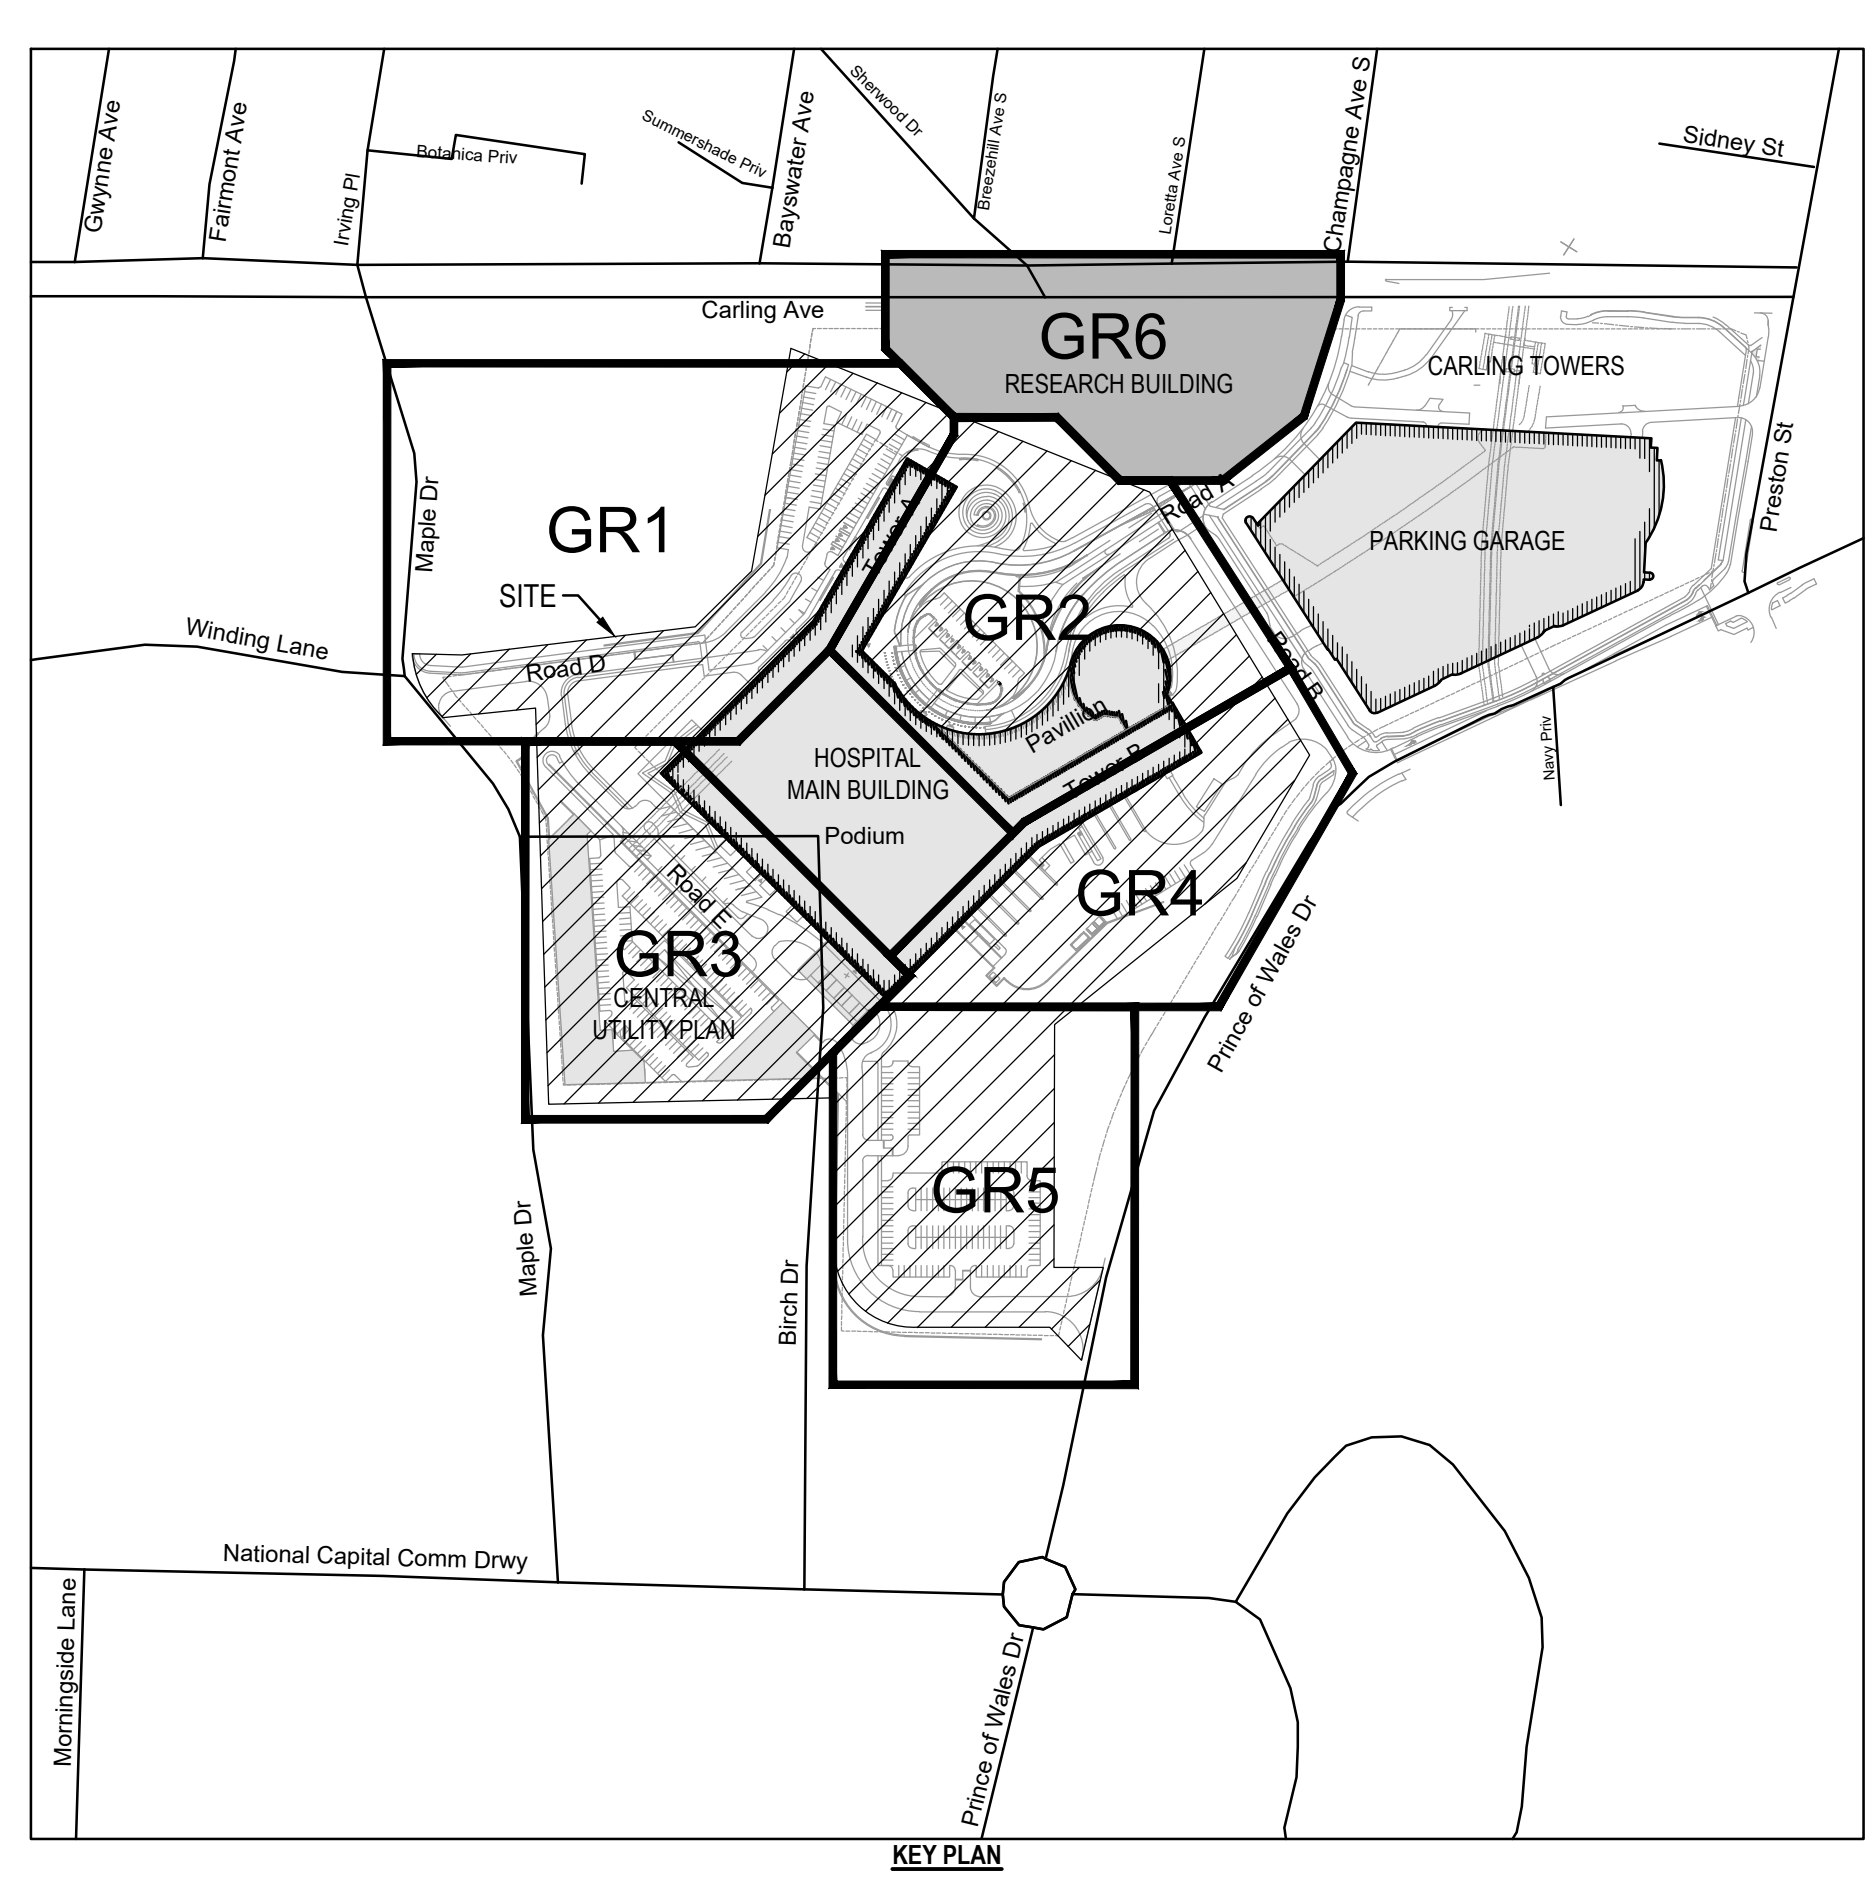 Gwynne Ave
Fairmont Ave
Irving Pl
Botanica Priv
Summershade Priv
Bayswater Ave
Sherwood Dr
Breezehill Ave S
Loretta Ave S
Champagne Ave S
Sidney St
Carling Ave
GR6
RESEARCH BUILDING
CARLING TOWERS
Preston St
Maple Dr
GR1
Tower A
Road A
PARKING GARAGE
SITE
GR2
Winding Lane
Road D
Road B
Pavillion
Tower B
Navy Priv
HOSPITAL
MAIN BUILDING
Podium
Road E
GR4
GR3
CENTRAL
UTILITY PLAN
Prince of Wales Dr
GR5
Maple Dr
Birch Dr
National Capital Comm Drwy
Morningside Lane
Prince of Wales Dr
KEY PLAN